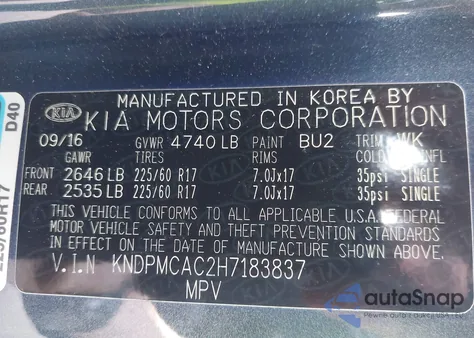 D40
225/60R17
MANUFACTURED IN KOREA BY
KIA KIA MOTORS CORPORATION
09/16 GVWR 4740 LB PAINT BU2 TRIM WK
GAWR TIRES RIMS COLD INFL
FRONT 2646 LB 225/60 R17 7.0Jx17 35psi SINGLE
REAR 2535 LB 225/60 R17 7.0Jx17 35psi SINGLE
THIS VEHICLE CONFORMS TO ALL APPLICABLE U.S.A. FEDERAL
MOTOR VEHICLE SAFETY AND THEFT PREVENTION STANDARDS
IN EFFECT ON THE DATE OF MANUFACTURE SHOWN ABOVE.
V.I.N KNDPMCAC2H7183837
MPV
autaSnap